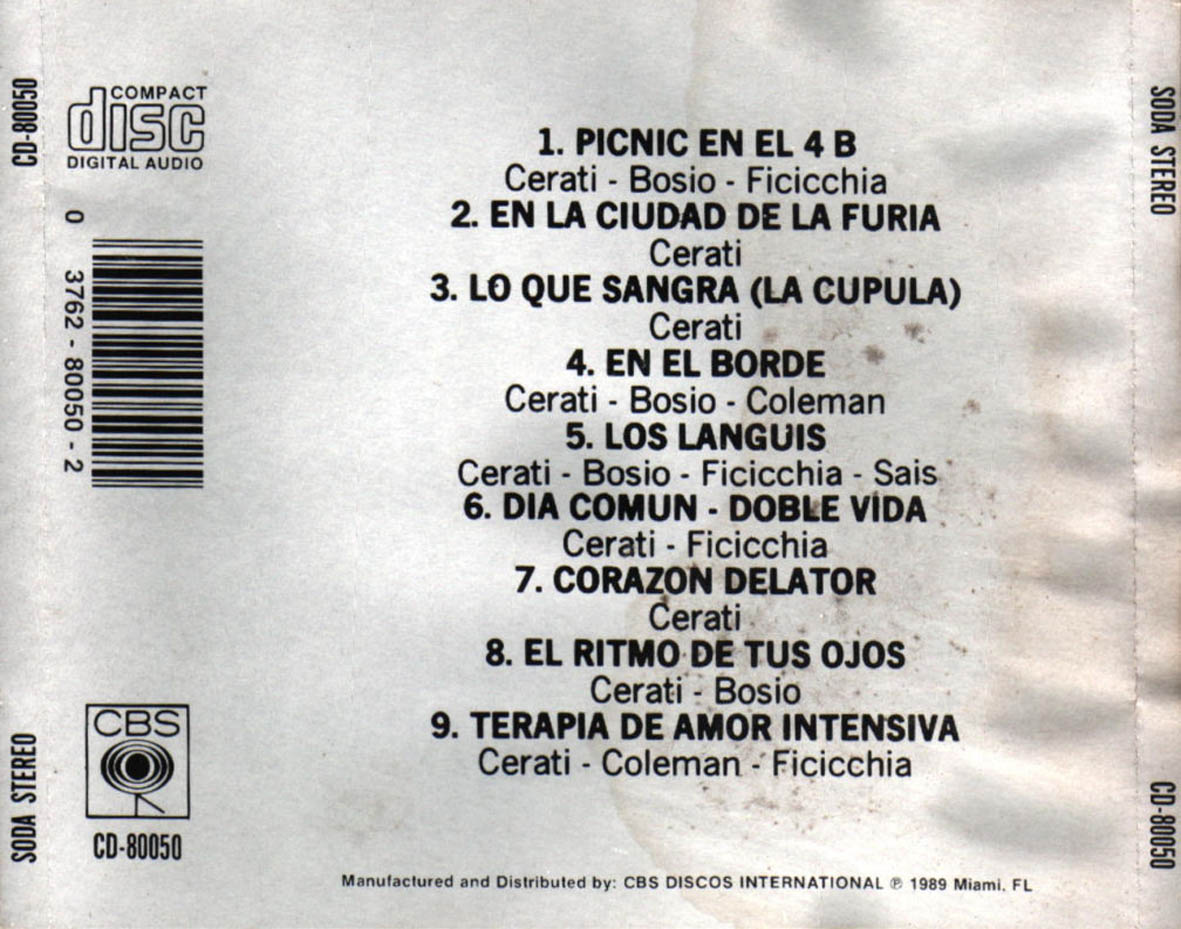 CD-80050
SODA STEREO
COMPACT
disc
DIGITAL AUDIO
0 3762 - 80050 - 2
CBS
CD-80050
1. PICNIC EN EL 4 B
Cerati - Bosio - Ficicchia
2. EN LA CIUDAD DE LA FURIA
Cerati
3. LO QUE SANGRA (LA CUPULA)
Cerati
4. EN EL BORDE
Cerati - Bosio - Coleman
5. LOS LANGUIS
Cerati - Bosio - Ficicchia - Sais
6. DIA COMUN - DOBLE VIDA
Cerati - Ficicchia
7. CORAZON DELATOR
Cerati
8. EL RITMO DE TUS OJOS
Cerati - Bosio
9. TERAPIA DE AMOR INTENSIVA
Cerati - Coleman - Ficicchia
Manufactured and Distributed by: CBS DISCOS INTERNATIONAL ℗ 1989 Miami. FL
SODA STEREO
CD-80050